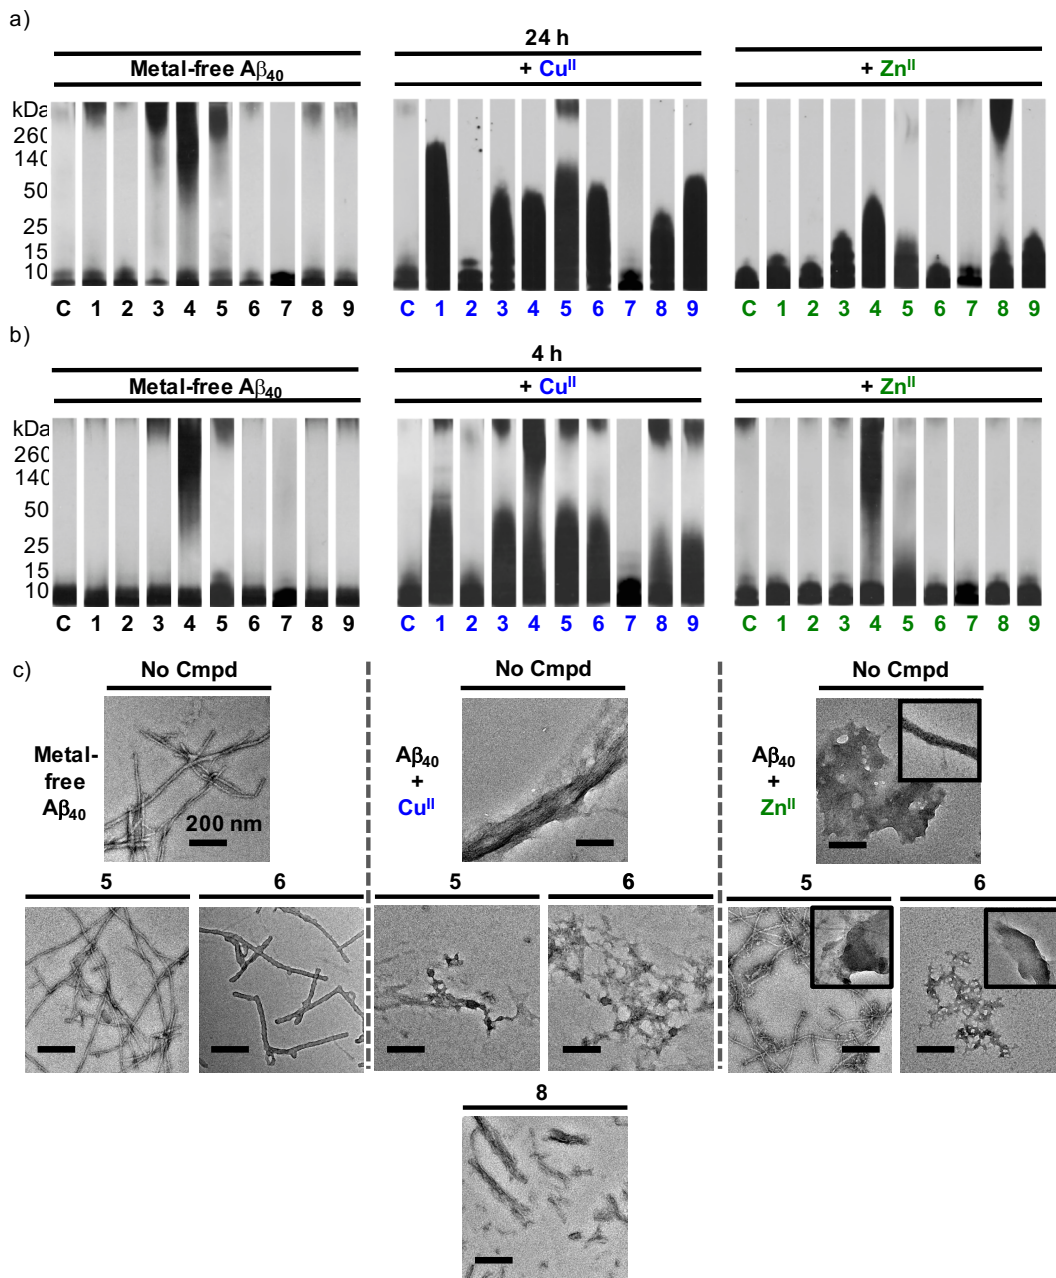 a)
24 h
Metal-free Aβ40
+ CuII
+ ZnII
kDa
260
140
50
25
15
10
C 1 2 3 4 5 6 7 8 9
C 1 2 3 4 5 6 7 8 9
C 1 2 3 4 5 6 7 8 9
b)
4 h
Metal-free Aβ40
+ CuII
+ ZnII
kDa
260
140
50
25
15
10
C 1 2 3 4 5 6 7 8 9
C 1 2 3 4 5 6 7 8 9
C 1 2 3 4 5 6 7 8 9
c)
No Cmpd
No Cmpd
No Cmpd
Metal-
free
Aβ40
200 nm
Aβ40
+
CuII
Aβ40
+
ZnII
5
6
5
6
5
6
8